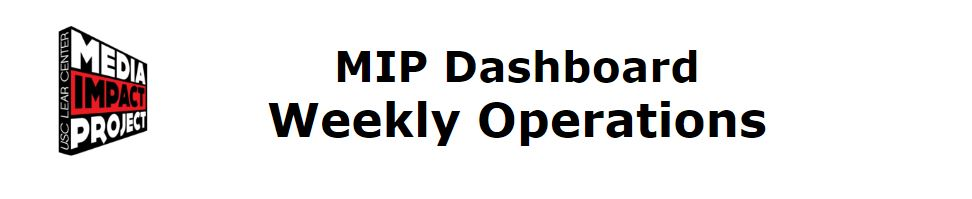 USC LEAR CENTER
MEDIA
IMPACT
PROJECT
MIP Dashboard
Weekly Operations